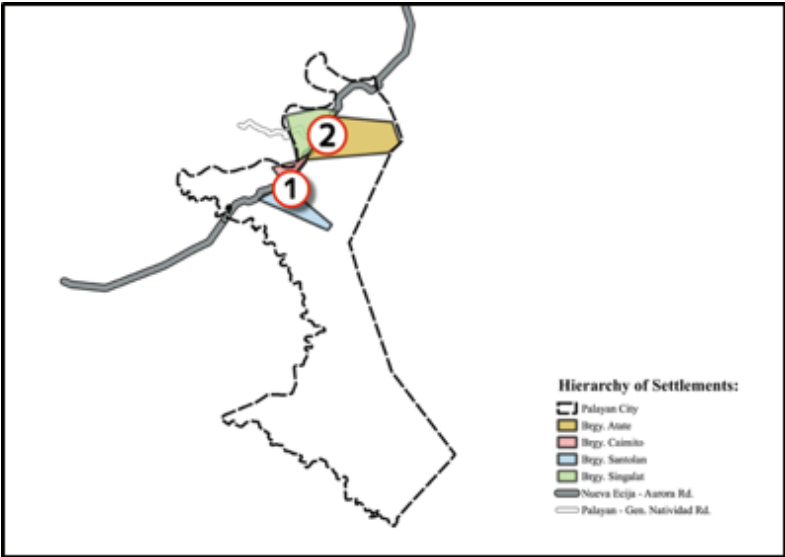 2
1
Hierarchy of Settlements:
Palayan City
Brgy. Atate
Brgy. Caimito
Brgy. Santolan
Brgy. Singalat
Nueva Ecija - Aurora Rd.
Palayan - Gen. Natividad Rd.